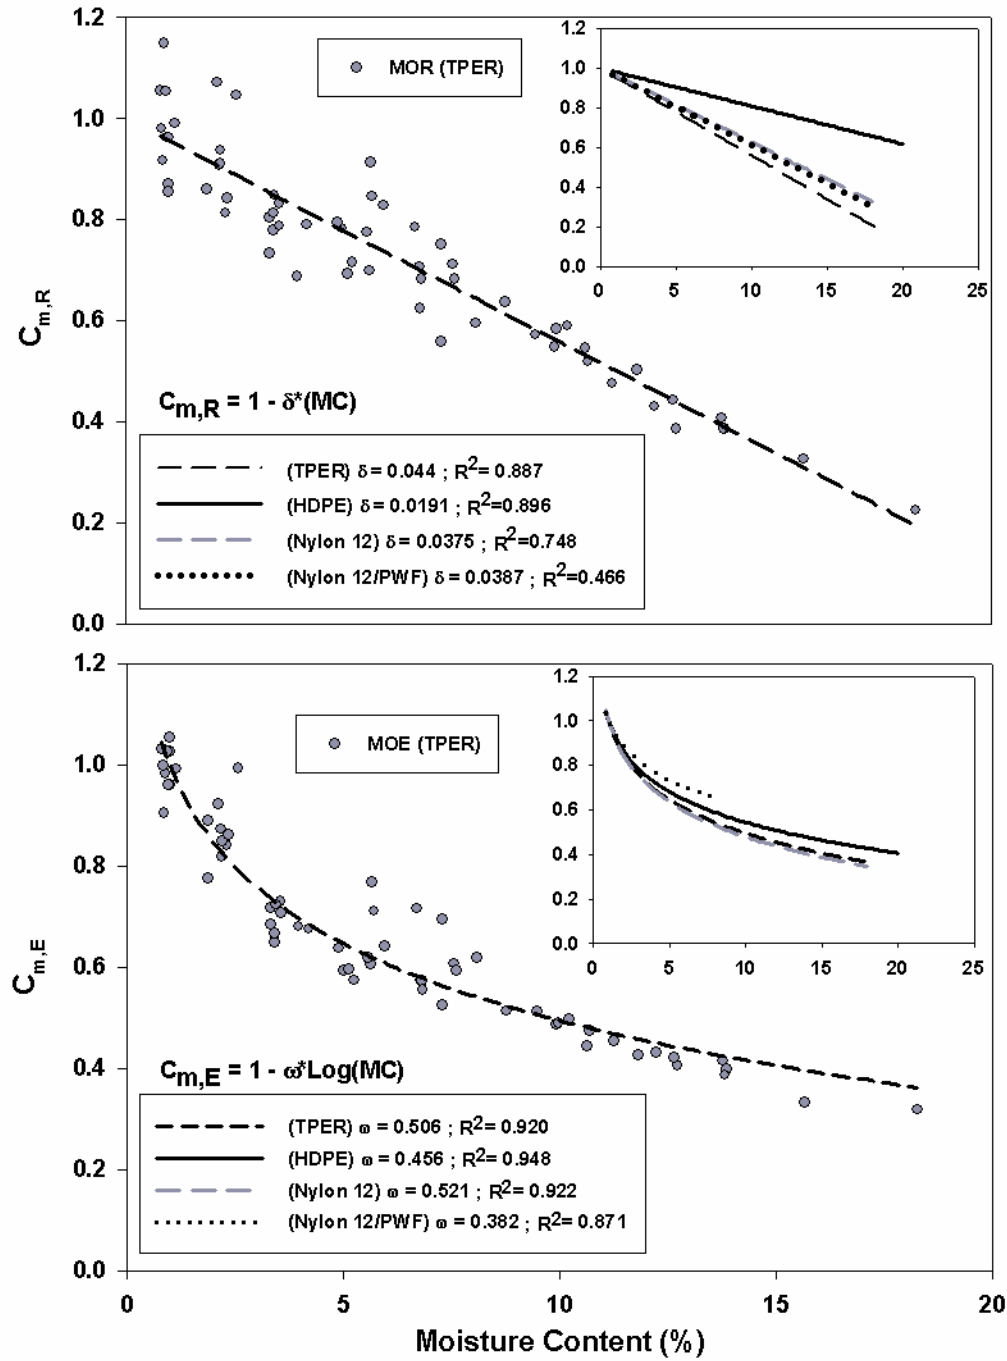 1.2
1.0
0.8
0.6
0.4
0.2
0.0
C_m,R
MOR (TPER)
1.2
1.0
0.8
0.6
0.4
0.2
0.0
0 5 10 15 20 25
C_m,R = 1 - δ*(MC)
(TPER) δ = 0.044 ; R²= 0.887
(HDPE) δ = 0.0191 ; R²=0.896
(Nylon 12) δ = 0.0375 ; R²=0.748
(Nylon 12/PWF) δ = 0.0387 ; R²=0.466
1.2
1.0
0.8
0.6
0.4
0.2
0.0
C_m,E
MOE (TPER)
1.2
1.0
0.8
0.6
0.4
0.2
0.0
0 5 10 15 20 25
C_m,E = 1 - ω*Log(MC)
(TPER) ω = 0.506 ; R²= 0.920
(HDPE) ω = 0.456 ; R²= 0.948
(Nylon 12) ω = 0.521 ; R²= 0.922
(Nylon 12/PWF) ω = 0.382 ; R²= 0.871
0 5 10 15 20
Moisture Content (%)